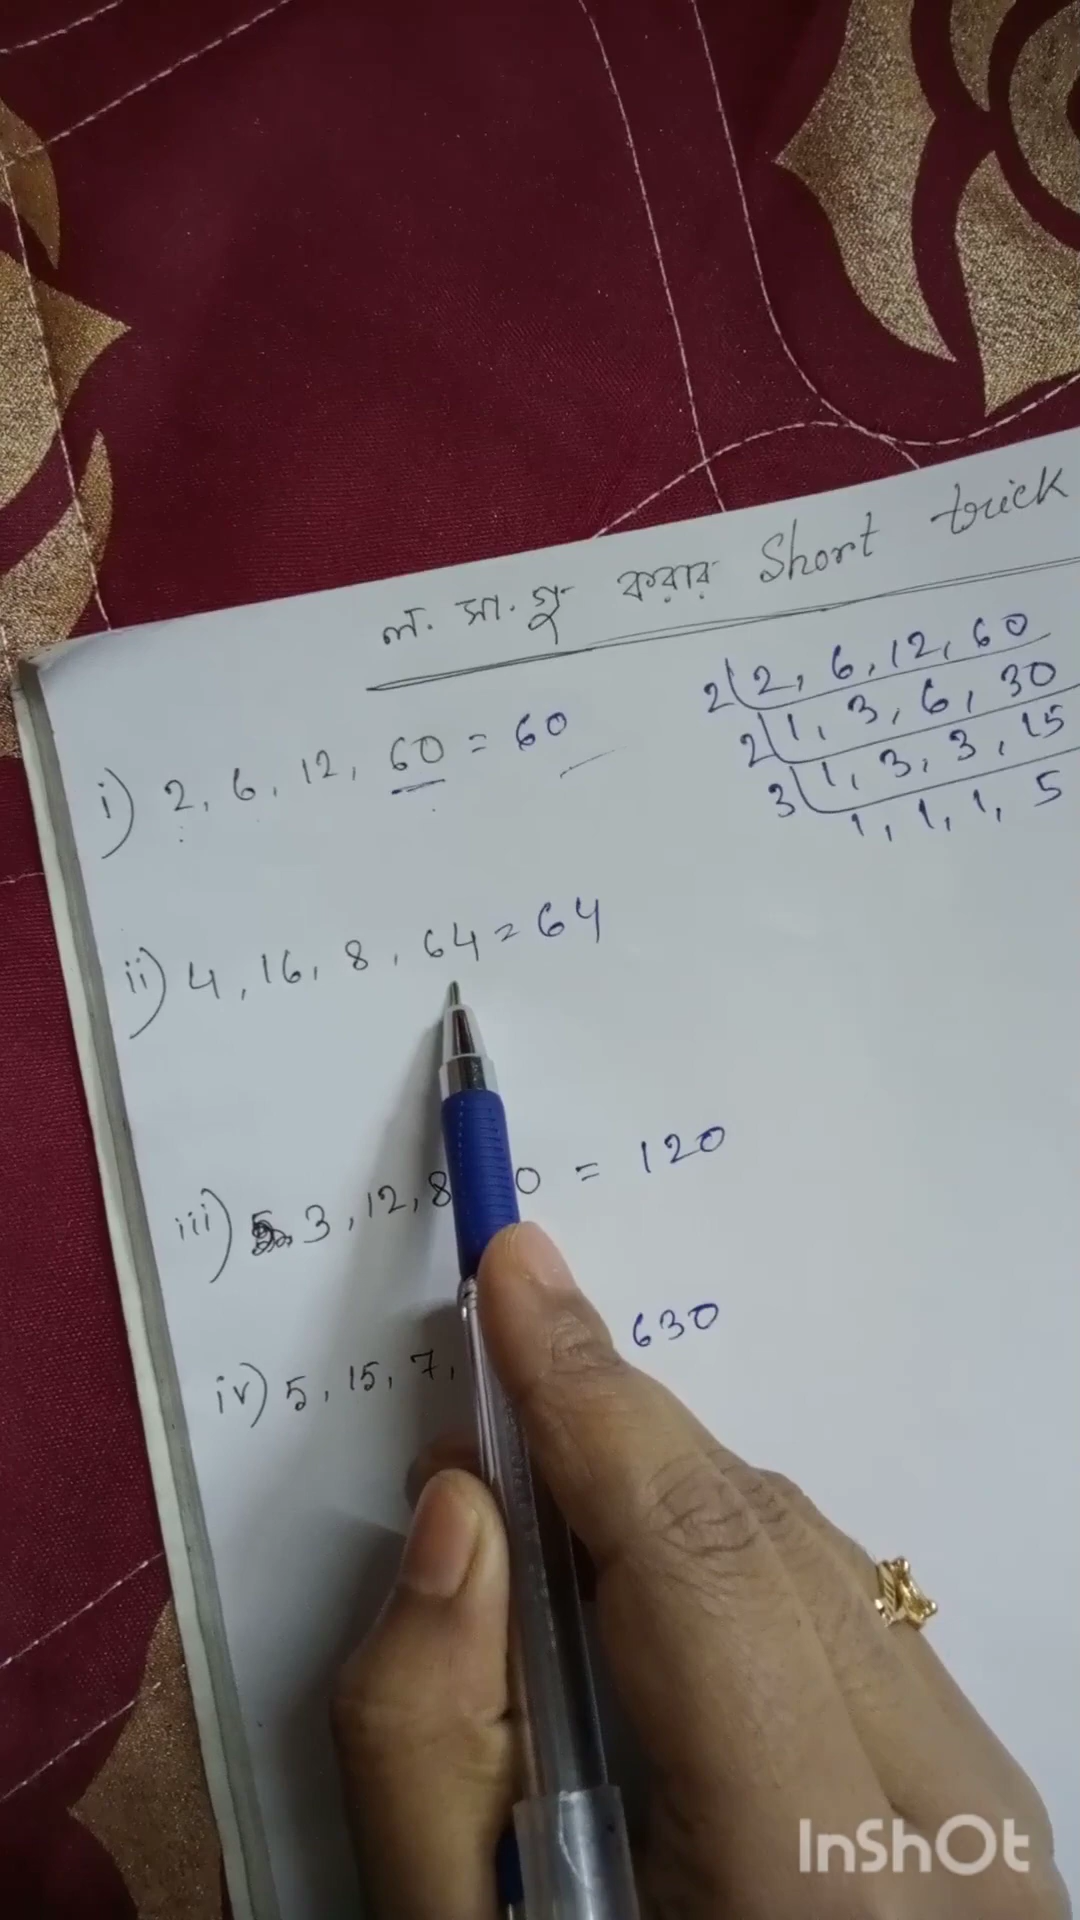 ল. সা. গু করার Short trick
i) 2, 6, 12, 60 = 60
2 2, 6, 12, 60
2 1, 3, 6, 30
3 1, 3, 3, 15
1, 1, 1, 5
ii) 4, 16, 8, 64 = 64
iii) 3, 12, 8 0 = 120
iv) 5, 15, 7, 630
InShOt